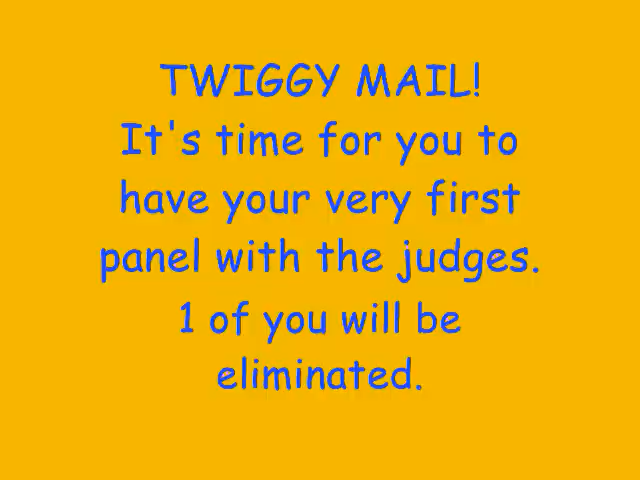 TWIGGY MAIL!
It's time for you to
have your very first
panel with the judges.
1 of you will be
eliminated.